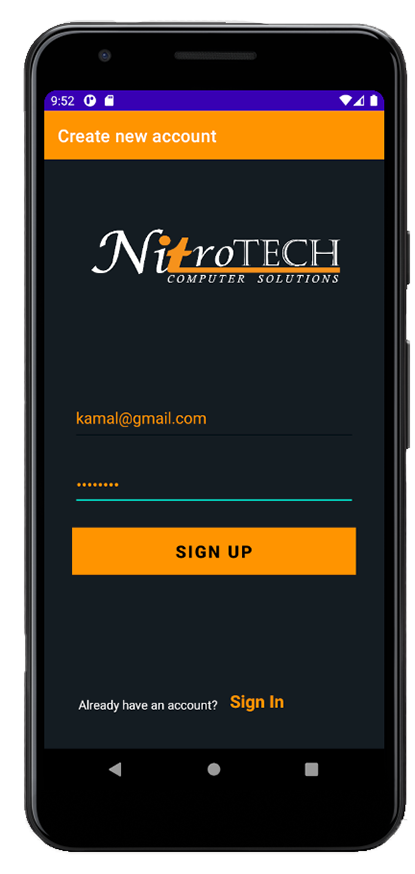 9:52
Create new account
NitroTECH
COMPUTER SOLUTIONS
kamal@gmail.com
••••••••
SIGN UP
Already have an account? Sign In